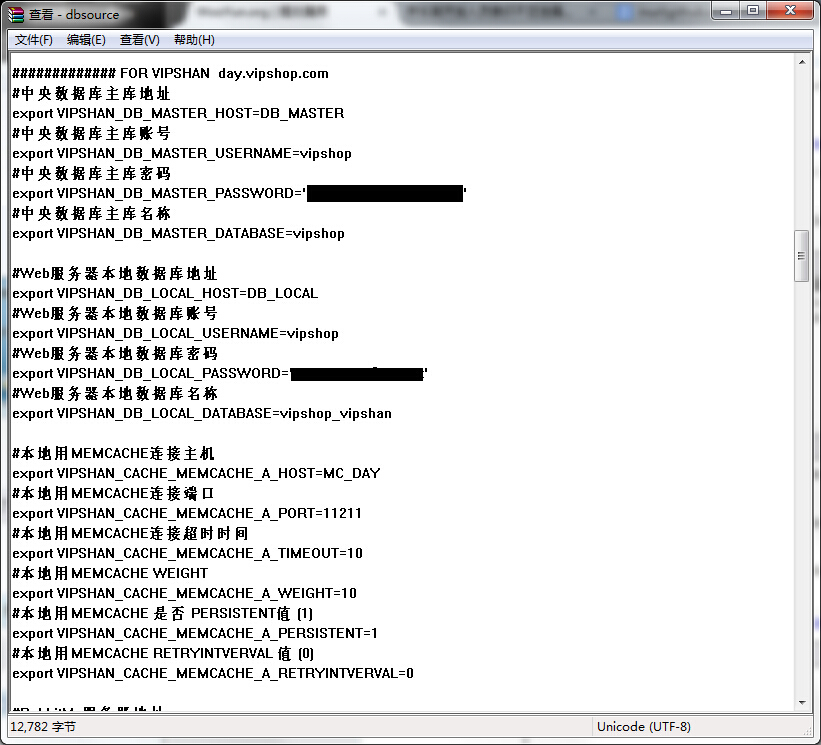 查看 - dbsource
文件(F) 编辑(E) 查看(V) 帮助(H)
############# FOR VIPSHAN day.vipshop.com
#中央数据库主库地址
export VIPSHAN_DB_MASTER_HOST=DB_MASTER
#中央数据库主库账号
export VIPSHAN_DB_MASTER_USERNAME=vipshop
#中央数据库主库密码
export VIPSHAN_DB_MASTER_PASSWORD=' '
#中央数据库主库名称
export VIPSHAN_DB_MASTER_DATABASE=vipshop
#Web服务器本地数据库地址
export VIPSHAN_DB_LOCAL_HOST=DB_LOCAL
#Web服务器本地数据库账号
export VIPSHAN_DB_LOCAL_USERNAME=vipshop
#Web服务器本地数据库密码
export VIPSHAN_DB_LOCAL_PASSWORD=' '
#Web服务器本地数据库名称
export VIPSHAN_DB_LOCAL_DATABASE=vipshop_vipshan
#本地用MEMCACHE连接主机
export VIPSHAN_CACHE_MEMCACHE_A_HOST=MC_DAY
#本地用MEMCACHE连接端口
export VIPSHAN_CACHE_MEMCACHE_A_PORT=11211
#本地用MEMCACHE连接超时时间
export VIPSHAN_CACHE_MEMCACHE_A_TIMEOUT=10
#本地用MEMCACHE WEIGHT
export VIPSHAN_CACHE_MEMCACHE_A_WEIGHT=10
#本地用MEMCACHE 是否 PERSISTENT值 (1)
export VIPSHAN_CACHE_MEMCACHE_A_PERSISTENT=1
#本地用MEMCACHE RETRYINTVERVAL 值 (0)
export VIPSHAN_CACHE_MEMCACHE_A_RETRYINTVERVAL=0
12,782 字节 Unicode (UTF-8)